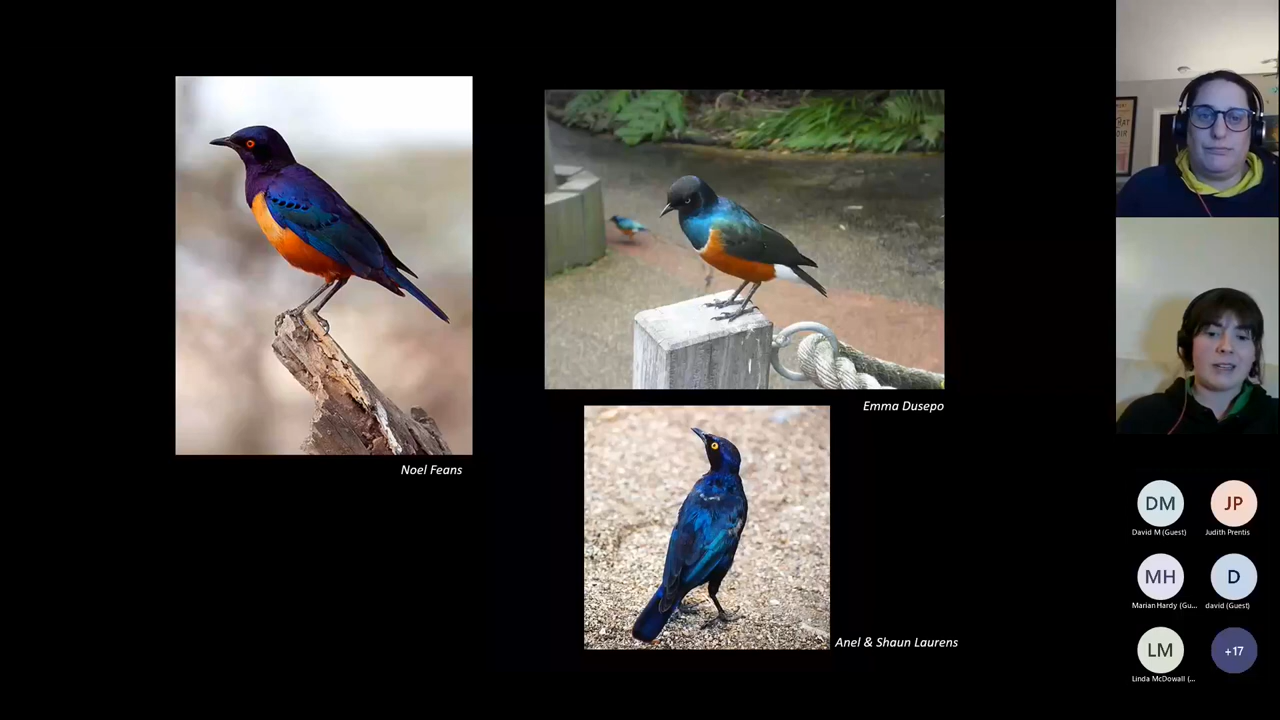 Noel Feans
Emma Dusepo
Anel & Shaun Laurens
DM
JP
David M (Guest)
Judith Prentis
MH
D
Marian Hardy (Gu...
david (Guest)
LM
+17
Linda McDowall (...